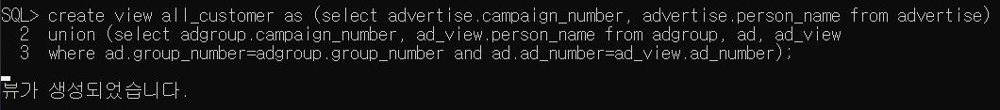 SQL> create view all_customer as (select advertise.campaign_number, advertise.person_name from advertise)
2 union (select adgroup.campaign_number, ad_view.person_name from adgroup, ad, ad_view
3 where ad.group_number=adgroup.group_number and ad.ad_number=ad_view.ad_number);
뷰가 생성되었습니다.